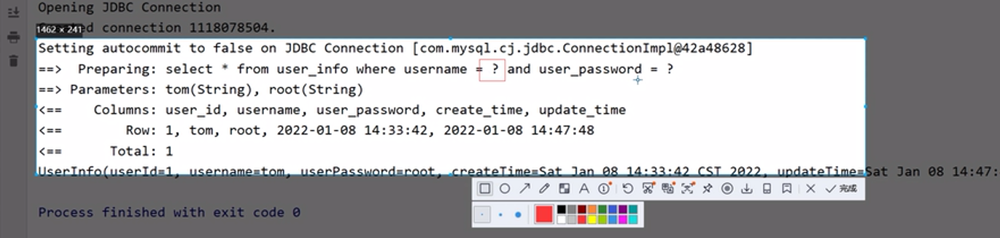 Opening JDBC Connection
connection 1118078504.
1462 × 241
Setting autocommit to false on JDBC Connection [com.mysql.cj.jdbc.ConnectionImpl@42a48628]
==>  Preparing: select * from user_info where username = ? and user_password = ?
==> Parameters: tom(String), root(String)
<==    Columns: user_id, username, user_password, create_time, update_time
<==        Row: 1, tom, root, 2022-01-08 14:33:42, 2022-01-08 14:47:48
<==      Total: 1
UserInfo(userId=1, username=tom, userPassword=root, createTime=Sat Jan 08 14:33:42 CST 2022, updateTime=Sat Jan 08 14:47:
完成
Process finished with exit code 0